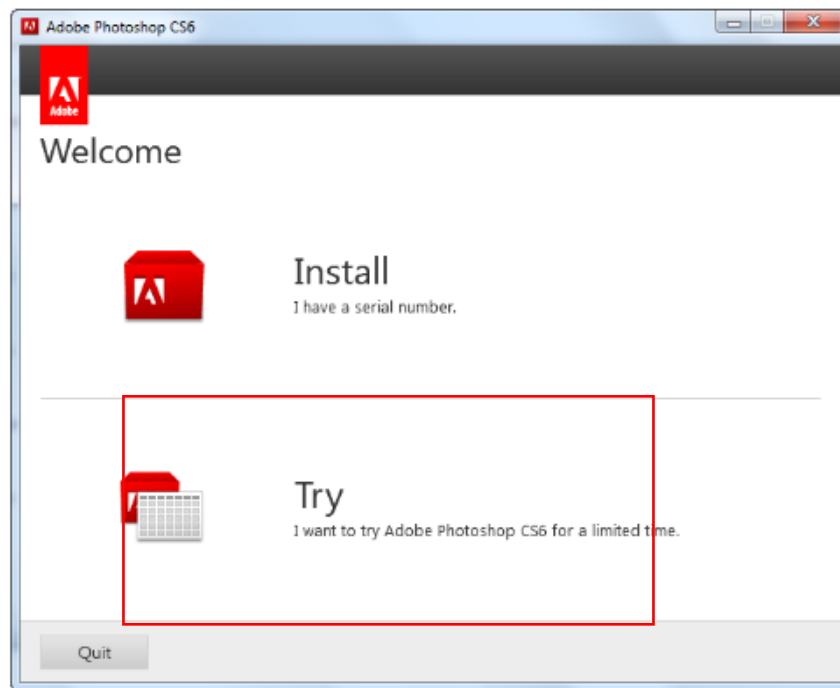 Adobe Photoshop CS6
Adobe
Welcome
Install
I have a serial number.
Try
I want to try Adobe Photoshop CS6 for a limited time.
Quit